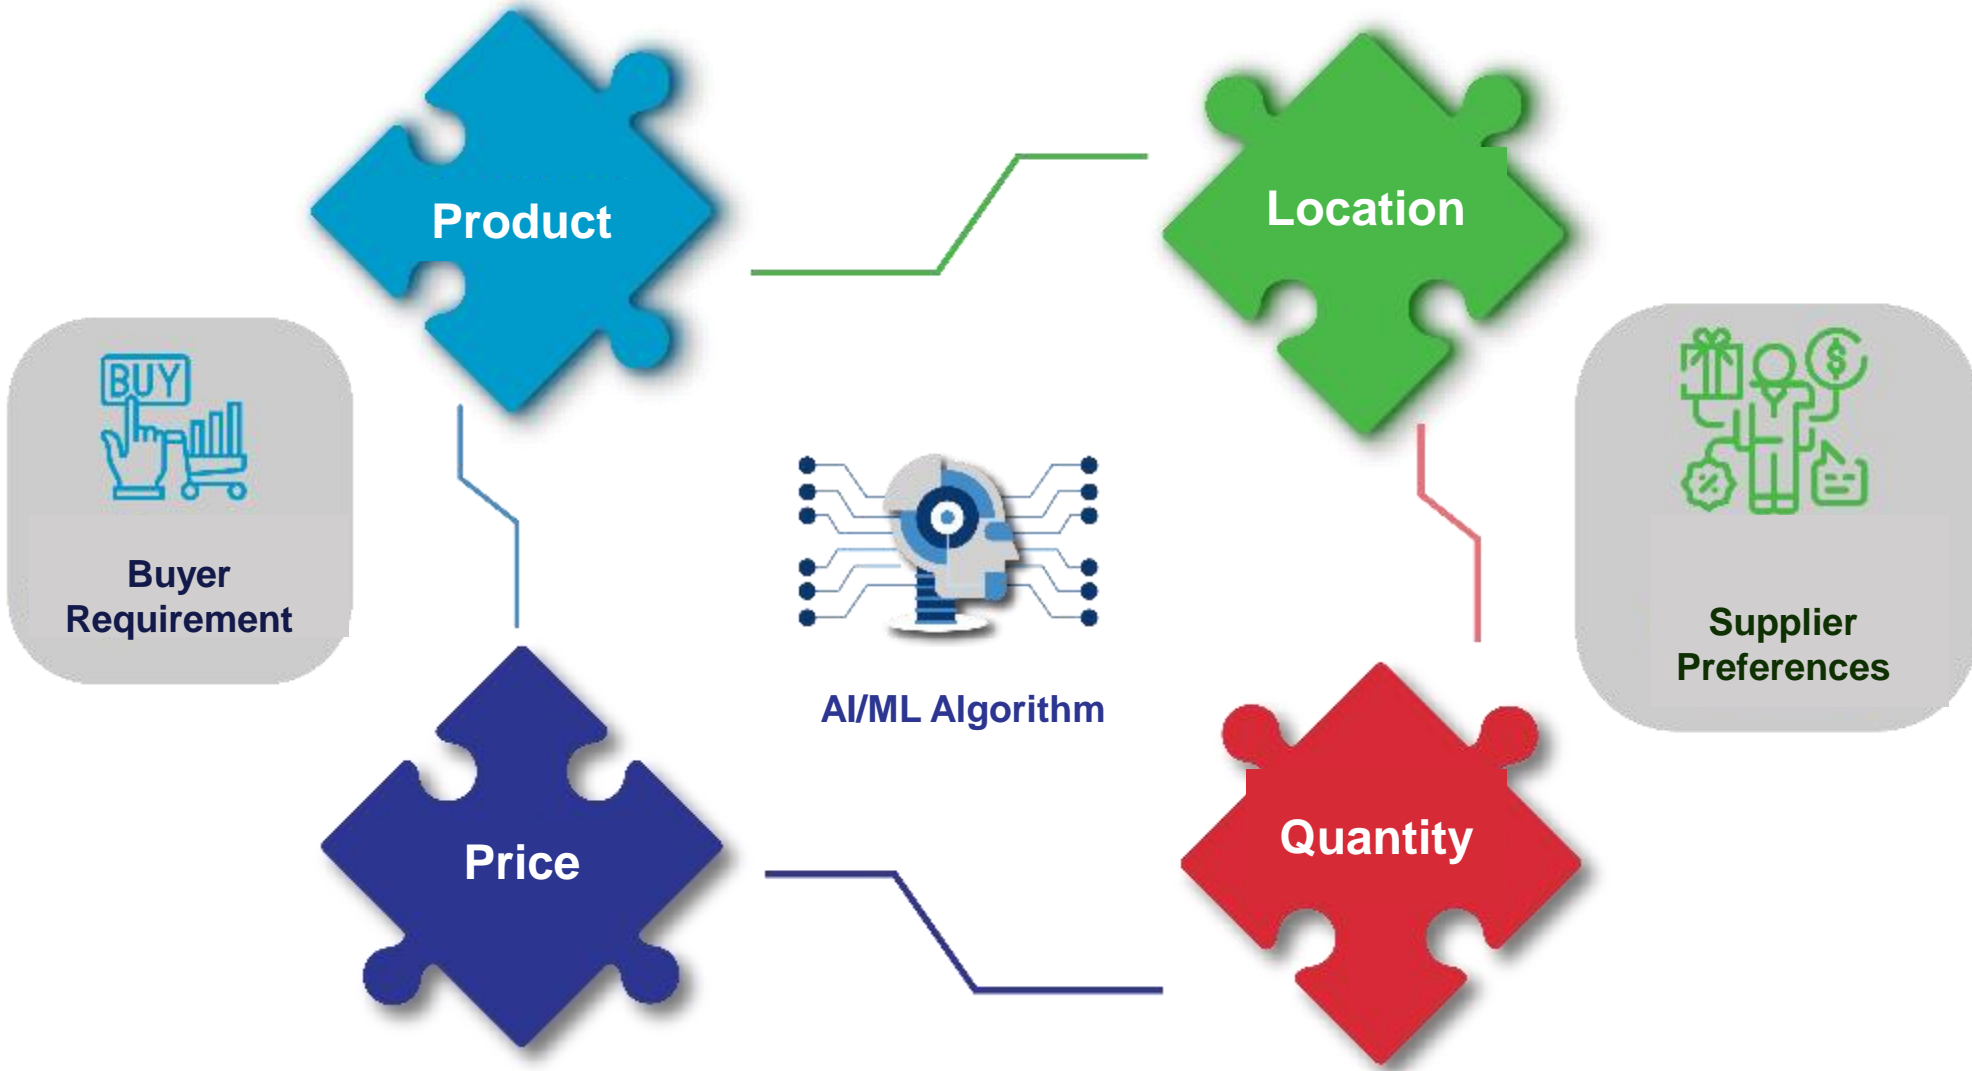 Product
Location
BUY
$
%
Buyer
Requirement
AI/ML Algorithm
Supplier
Preferences
Price
Quantity